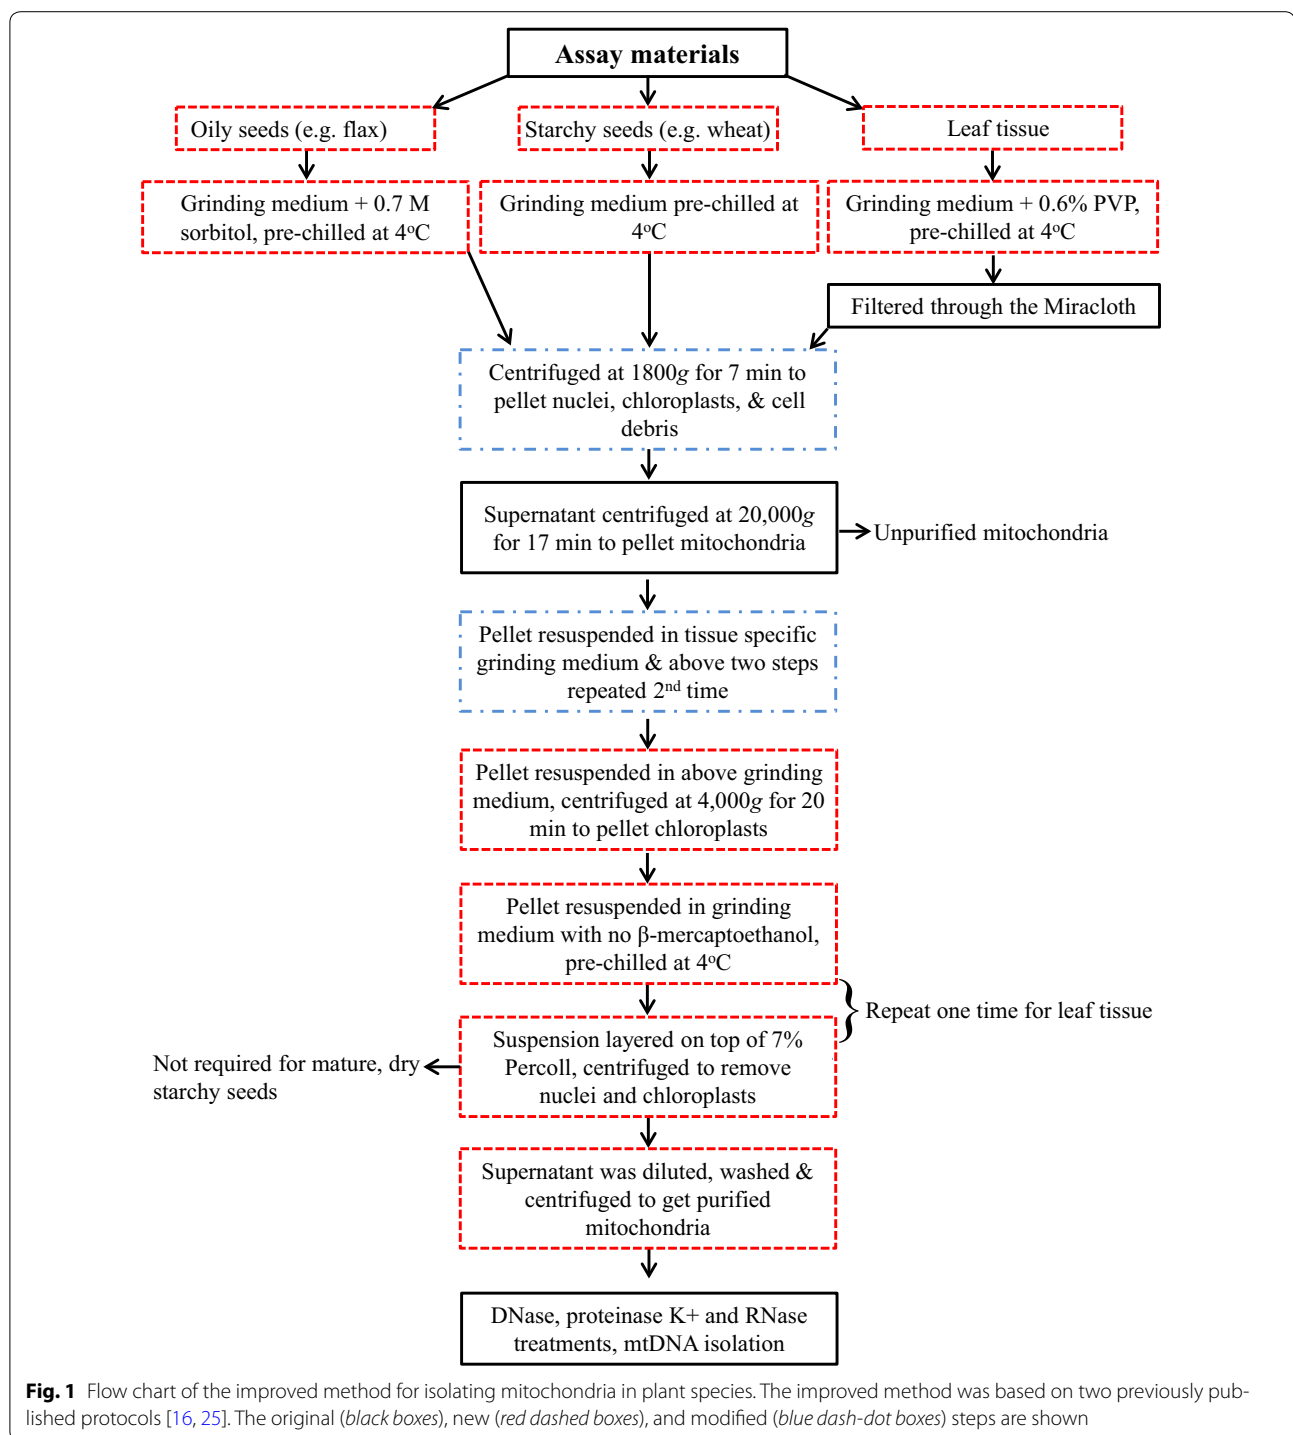 Assay materials
Oily seeds (e.g. flax)
Starchy seeds (e.g. wheat)
Leaf tissue
Grinding medium + 0.7 M
sorbitol, pre-chilled at 4ºC
Grinding medium pre-chilled at
4ºC
Grinding medium + 0.6% PVP,
pre-chilled at 4ºC
Filtered through the Miracloth
Centrifuged at 1800g for 7 min to
pellet nuclei, chloroplasts, & cell
debris
Supernatant centrifuged at 20,000g
for 17 min to pellet mitochondria
Unpurified mitochondria
Pellet resuspended in tissue specific
grinding medium & above two steps
repeated 2nd time
Pellet resuspended in above grinding
medium, centrifuged at 4,000g for 20
min to pellet chloroplasts
Pellet resuspended in grinding
medium with no β-mercaptoethanol,
pre-chilled at 4ºC
Repeat one time for leaf tissue
Suspension layered on top of 7%
Percoll, centrifuged to remove
nuclei and chloroplasts
Not required for mature, dry
starchy seeds
Supernatant was diluted, washed &
centrifuged to get purified
mitochondria
DNase, proteinase K+ and RNase
treatments, mtDNA isolation
Fig. 1 Flow chart of the improved method for isolating mitochondria in plant species. The improved method was based on two previously pub-
lished protocols [16, 25]. The original (black boxes), new (red dashed boxes), and modified (blue dash-dot boxes) steps are shown